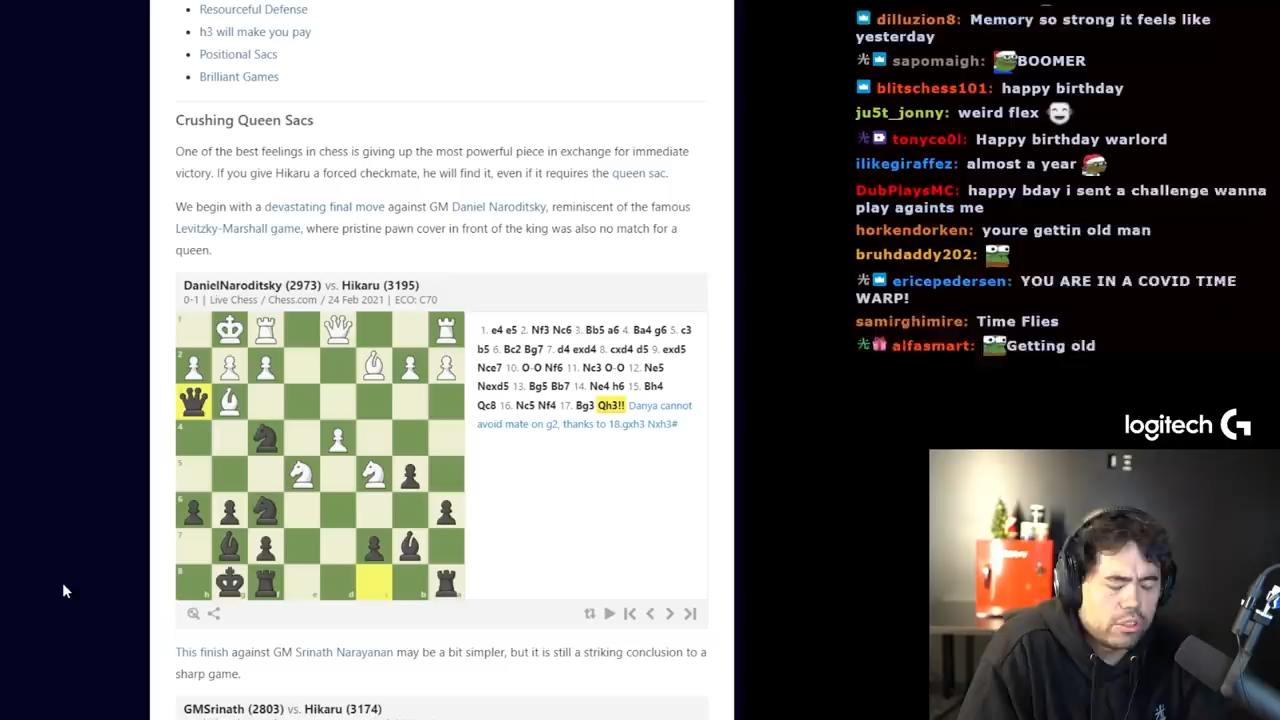 Resourceful Defense
h3 will make you pay
Positional Sacs
Brilliant Games
Crushing Queen Sacs
One of the best feelings in chess is giving up the most powerful piece in exchange for immediate
victory. If you give Hikaru a forced checkmate, he will find it, even if it requires the queen sac.
We begin with a devastating final move against GM Daniel Naroditsky, reminiscent of the famous
Levitzky-Marshall game, where pristine pawn cover in front of the king was also no match for a
queen.
DanielNaroditsky (2973) vs. Hikaru (3195)
0-1 | Live Chess / Chess.com / 24 Feb 2021 | ECO: C70
1
2
4
5
6
7
8
h
g
e
d
b
a
1. e4 e5 2. Nf3 Nc6 3. Bb5 a6 4. Ba4 g6 5. c3
b5 6. Bc2 Bg7 7. d4 exd4 8. cxd4 d5 9. exd5
Nce7 10. O-O Nf6 11. Nc3 O-O 12. Ne5
Nexd5 13. Bg5 Bb7 14. Ne4 h6 15. Bh4
Qc8 16. Nc5 Nf4 17. Bg3 Qh3!! Danya cannot
avoid mate on g2, thanks to 18.gxh3 Nxh3#
This finish against GM Srinath Narayanan may be a bit simpler, but it is still a striking conclusion to a
sharp game.
GMSrinath (2803) vs. Hikaru (3174)
dilluzion8: Memory so strong it feels like
yesterday
sapomaigh: BOOMER
blitschess101: happy birthday
ju5t_jonny: weird flex
tonyco0l: Happy birthday warlord
ilikegiraffez: almost a year
DubPlaysMC: happy bday i sent a challenge wanna
play againts me
horkendorken: youre gettin old man
bruhdaddy202:
ericepedersen: YOU ARE IN A COVID TIME
WARP!
samirghimire: Time Flies
alfasmart: Getting old
logitech G